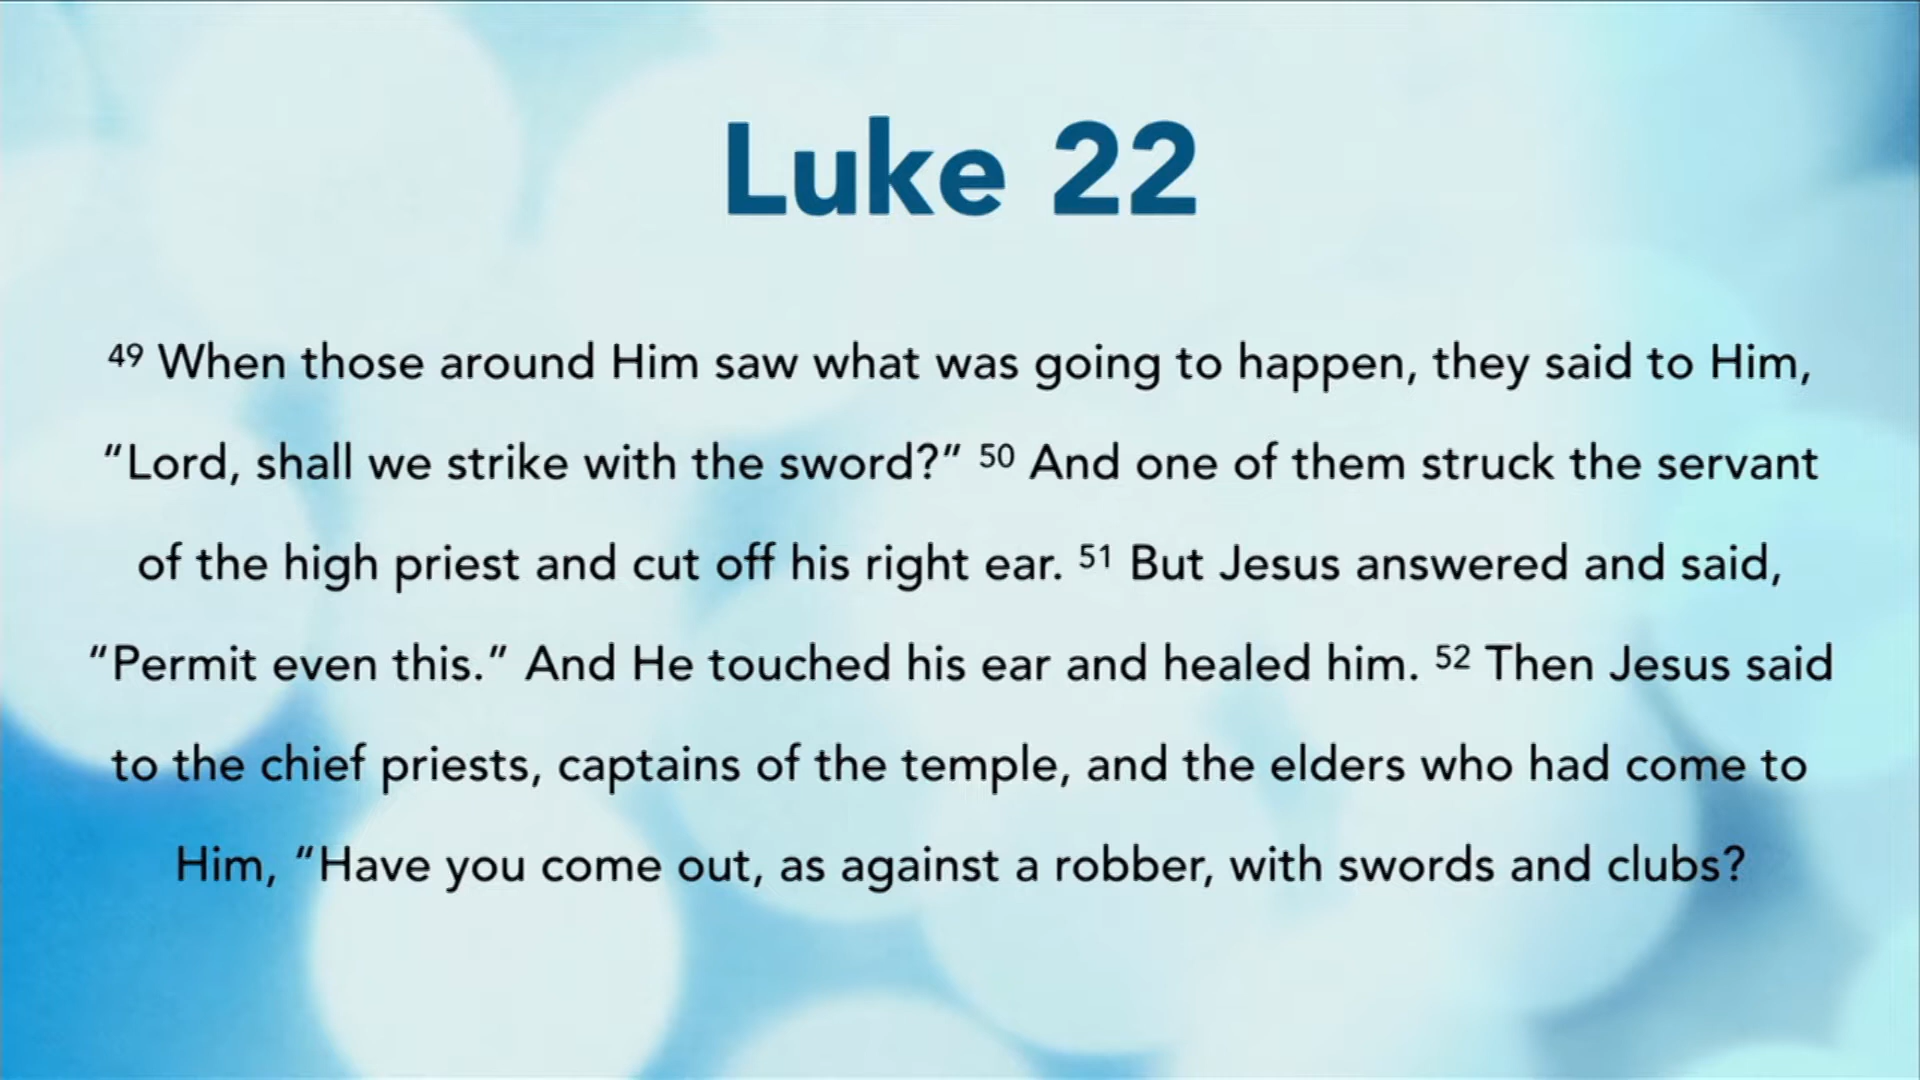 Luke 22
49 When those around Him saw what was going to happen, they said to Him,
“Lord, shall we strike with the sword?” 50 And one of them struck the servant
of the high priest and cut off his right ear. 51 But Jesus answered and said,
“Permit even this.” And He touched his ear and healed him. 52 Then Jesus said
to the chief priests, captains of the temple, and the elders who had come to
Him, “Have you come out, as against a robber, with swords and clubs?